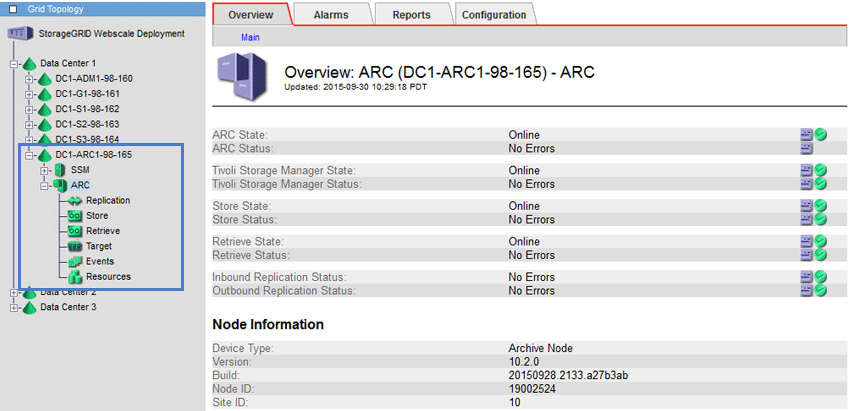 Grid Topology
StorageGRID Webscale Deployment
Data Center 1
DC1-ADM1-98-160
DC1-G1-98-161
DC1-S1-98-162
DC1-S2-98-163
DC1-S3-98-164
DC1-ARC1-98-165
SSM
ARC
Replication
Store
Retrieve
Target
Events
Resources
Data Center 2
Data Center 3
Overview Alarms Reports Configuration
Main
Overview: ARC (DC1-ARC1-98-165) - ARC
Updated: 2015-09-30 10:29:18 PDT
ARC State: Online
ARC Status: No Errors
Tivoli Storage Manager State: Online
Tivoli Storage Manager Status: No Errors
Store State: Online
Store Status: No Errors
Retrieve State: Online
Retrieve Status: No Errors
Inbound Replication Status: No Errors
Outbound Replication Status: No Errors
Node Information
Device Type: Archive Node
Version: 10.2.0
Build: 20150928.2133.a27b3ab
Node ID: 19002524
Site ID: 10